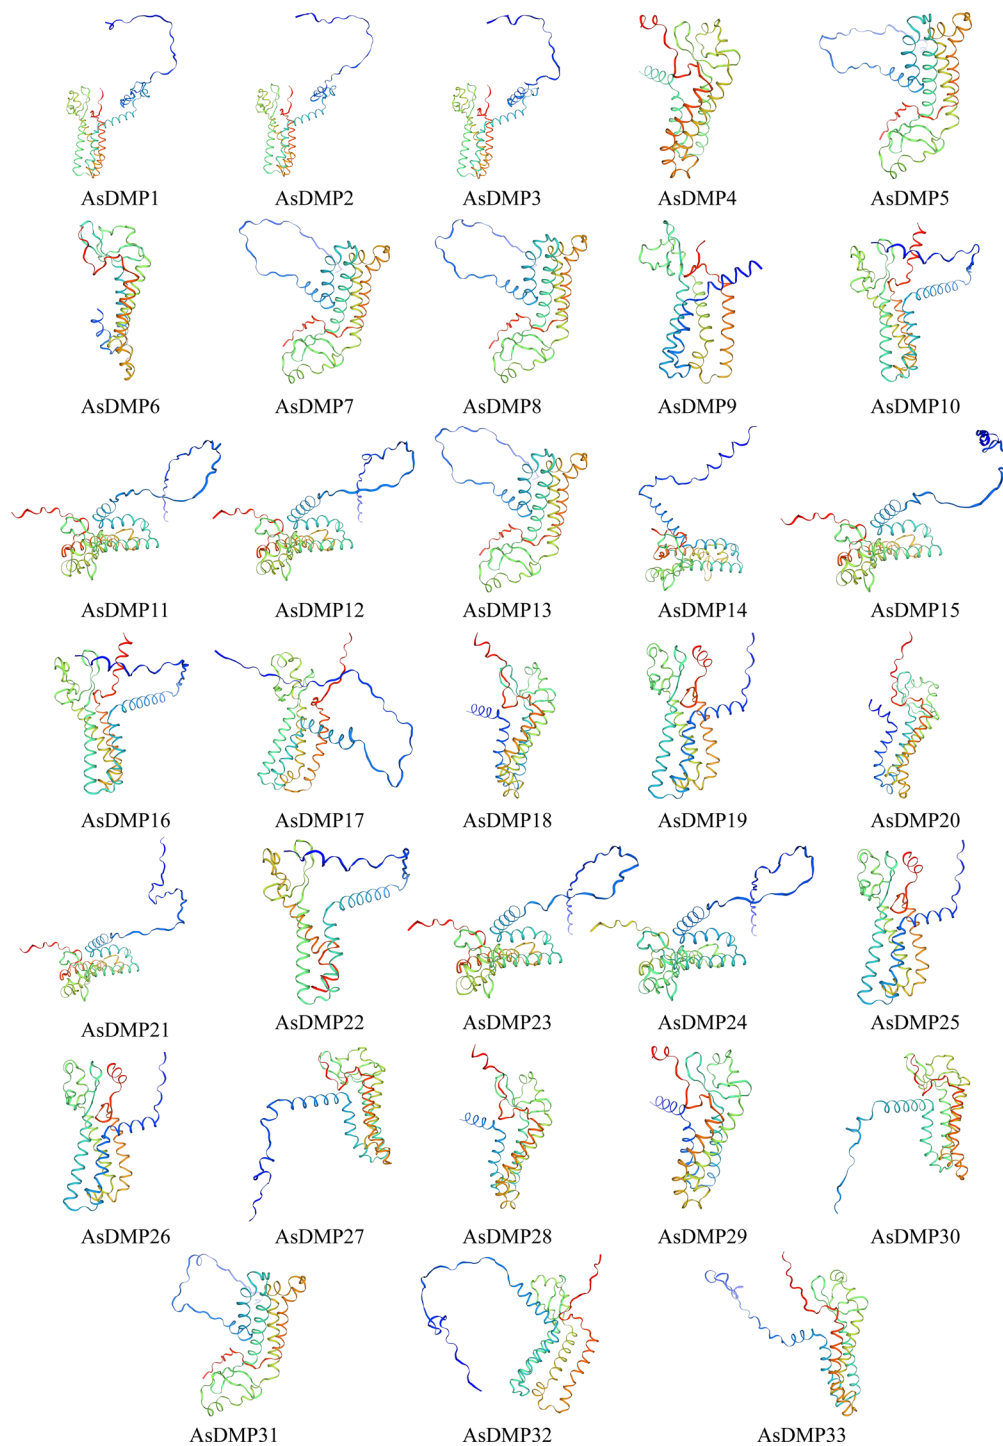 AsDMP1 AsDMP2 AsDMP3 AsDMP4 AsDMP5
AsDMP6 AsDMP7 AsDMP8 AsDMP9 AsDMP10
AsDMP11 AsDMP12 AsDMP13 AsDMP14 AsDMP15
AsDMP16 AsDMP17 AsDMP18 AsDMP19 AsDMP20
AsDMP21 AsDMP22 AsDMP23 AsDMP24 AsDMP25
AsDMP26 AsDMP27 AsDMP28 AsDMP29 AsDMP30
AsDMP31 AsDMP32 AsDMP33